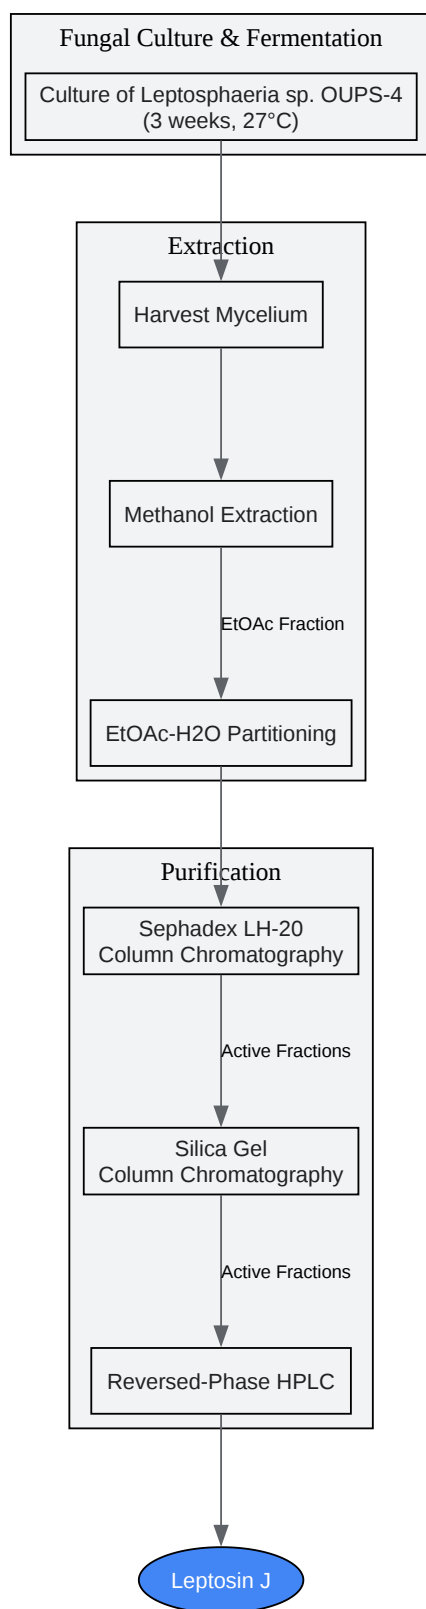 Fungal Culture & Fermentation
Culture of Leptosphaeria sp. OUPS-4
(3 weeks, 27°C)
Extraction
Harvest Mycelium
Methanol Extraction
EtOAc Fraction
EtOAc-H2O Partitioning
Purification
Sephadex LH-20
Column Chromatography
Active Fractions
Silica Gel
Column Chromatography
Active Fractions
Reversed-Phase HPLC
Leptosin J